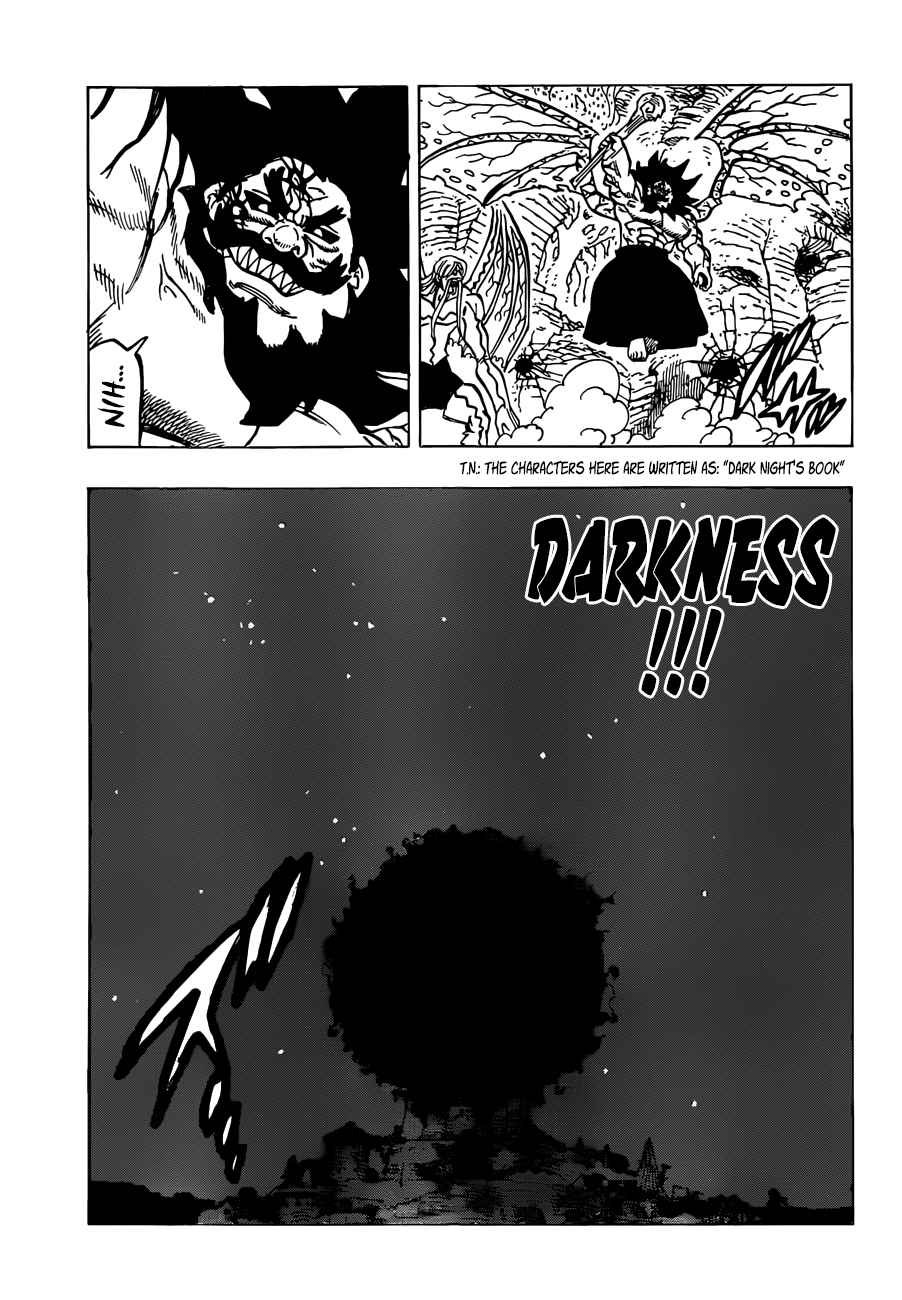 NIH...
T.N.: THE CHARACTERS HERE ARE WRITTEN AS: "DARK NIGHT'S BOOK"
DARKNESS
!!!